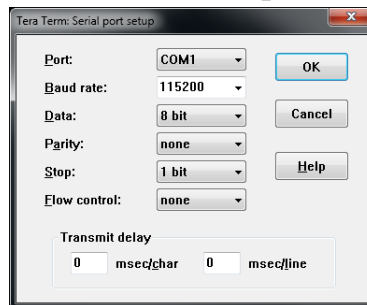 Tera Term: Serial port setup
Port: COM1
OK
Baud rate: 115200
Data: 8 bit
Cancel
Parity: none
Stop: 1 bit
Help
Flow control: none
Transmit delay
0 msec/char 0 msec/line